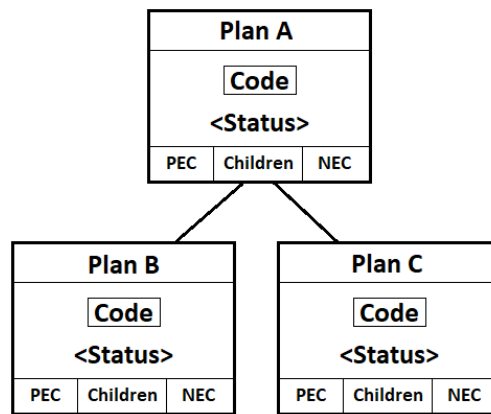 Plan A
Code
<Status>
PEC Children NEC
Plan B
Code
<Status>
PEC Children NEC
Plan C
Code
<Status>
PEC Children NEC